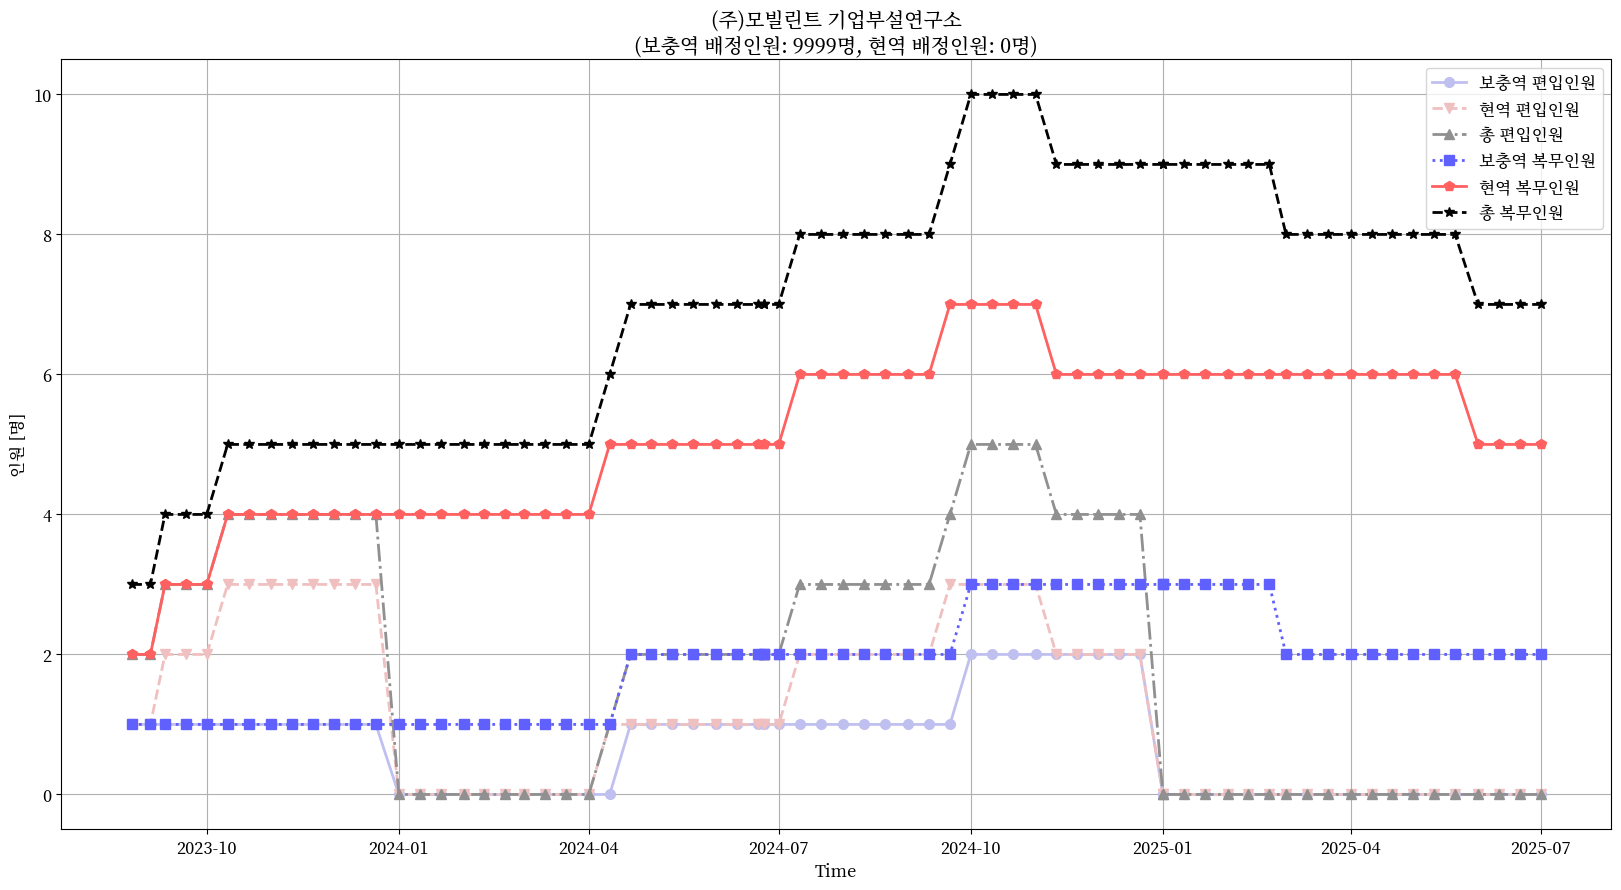 (주)모빌린트 기업부설연구소
(보충역 배정인원: 9999명, 현역 배정인원: 0명)
보충역 편입인원
현역 편입인원
총 편입인원
보충역 복무인원
현역 복무인원
총 복무인원
인원 [명]
10
8
6
4
2
0
2023-10
2024-01
2024-04
2024-07
2024-10
2025-01
2025-04
2025-07
Time